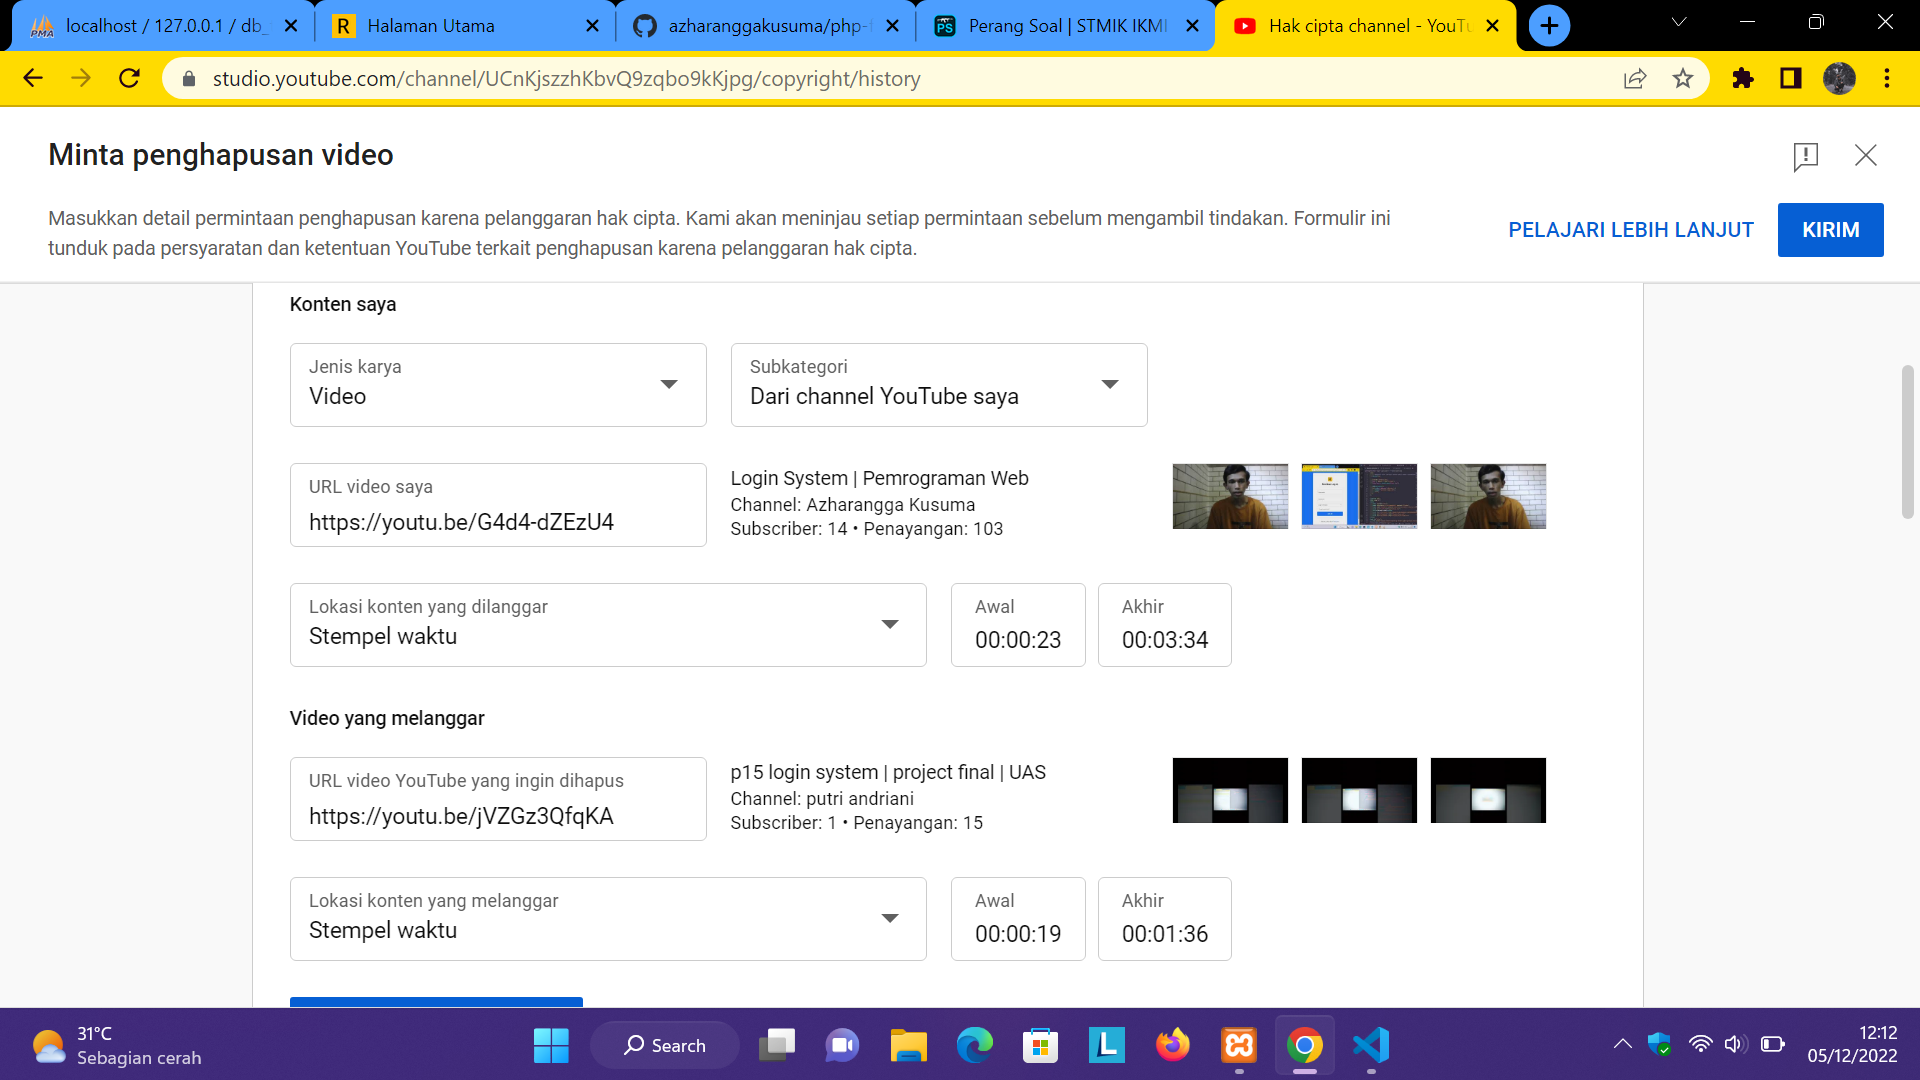 localhost / 127.0.0.1 / db_
Halaman Utama
azharanggakusuma/php-f
Perang Soal | STMIK IKMI
Hak cipta channel - YouTu
studio.youtube.com/channel/UCnKjszzhKbvQ9zqbo9kKjpg/copyright/history
Minta penghapusan video
Masukkan detail permintaan penghapusan karena pelanggaran hak cipta. Kami akan meninjau setiap permintaan sebelum mengambil tindakan. Formulir ini
tunduk pada persyaratan dan ketentuan YouTube terkait penghapusan karena pelanggaran hak cipta.
PELAJARI LEBIH LANJUT
KIRIM
Konten saya
Jenis karya
Video
Subkategori
Dari channel YouTube saya
URL video saya
https://youtu.be/G4d4-dZEzU4
Login System | Pemrograman Web
Channel: Azharangga Kusuma
Subscriber: 14 • Penayangan: 103
Lokasi konten yang dilanggar
Stempel waktu
Awal
00:00:23
Akhir
00:03:34
Video yang melanggar
URL video YouTube yang ingin dihapus
https://youtu.be/jVZGz3QfqKA
p15 login system | project final | UAS
Channel: putri andriani
Subscriber: 1 • Penayangan: 15
Lokasi konten yang melanggar
Stempel waktu
Awal
00:00:19
Akhir
00:01:36
31°C
Sebagian cerah
Search
12:12
05/12/2022